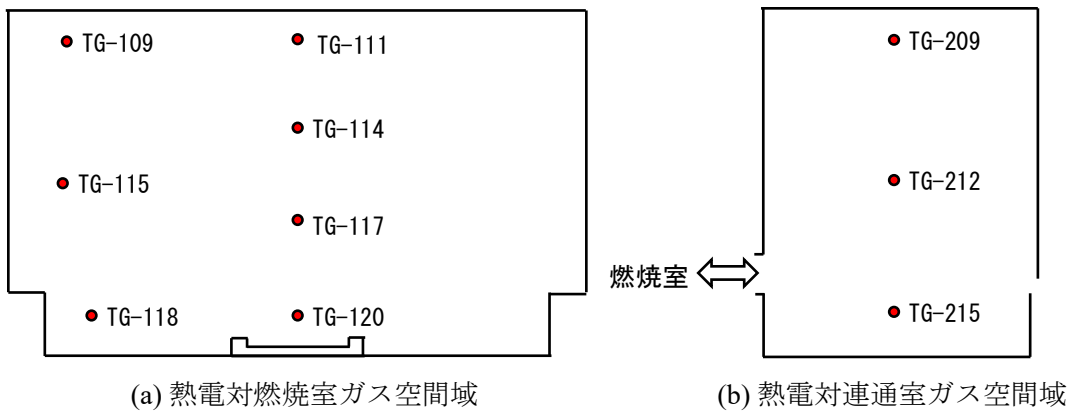 TG-109
TG-111
TG-209
TG-114
TG-115
TG-212
TG-117
燃焼室
TG-118
TG-120
TG-215
(a) 熱電対燃焼室ガス空間域
(b) 熱電対連通室ガス空間域